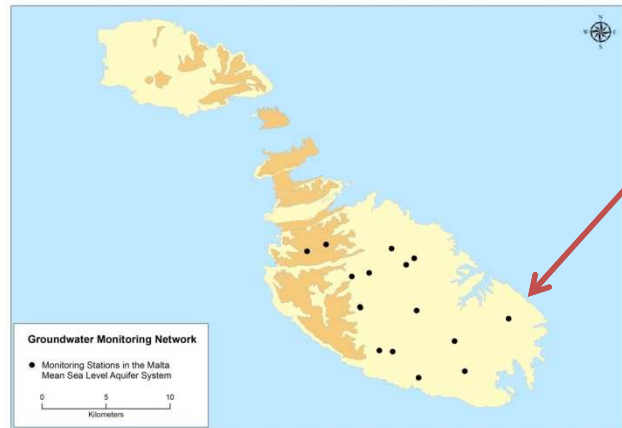 N
W E
S
Groundwater Monitoring Network
Monitoring Stations in the Malta
Mean Sea Level Aquifer System
0 5 10
Kilometers